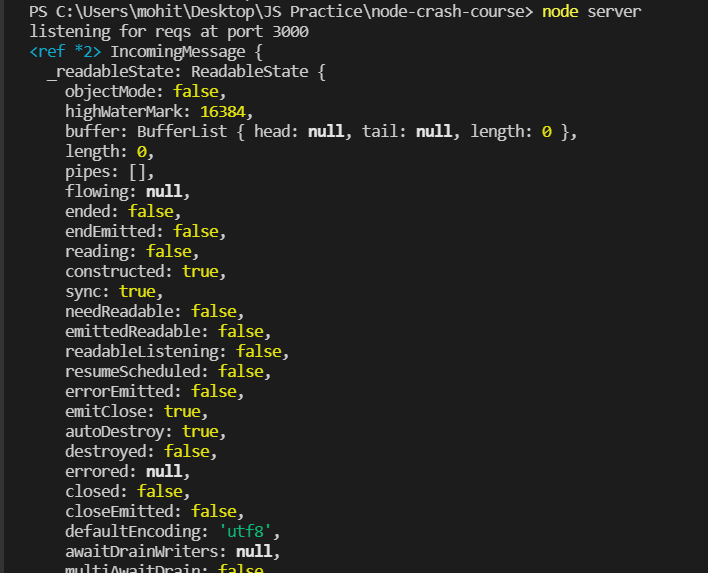 PS C:\Users\mohit\Desktop\JS Practice\node-crash-course> node server
listening for reqs at port 3000
<ref *2> IncomingMessage {
  _readableState: ReadableState {
    objectMode: false,
    highWaterMark: 16384,
    buffer: BufferList { head: null, tail: null, length: 0 },
    length: 0,
    pipes: [],
    flowing: null,
    ended: false,
    endEmitted: false,
    reading: false,
    constructed: true,
    sync: true,
    needReadable: false,
    emittedReadable: false,
    readableListening: false,
    resumeScheduled: false,
    errorEmitted: false,
    emitClose: true,
    autoDestroy: true,
    destroyed: false,
    errored: null,
    closed: false,
    closeEmitted: false,
    defaultEncoding: 'utf8',
    awaitDrainWriters: null,
    multiAwaitDrain: false